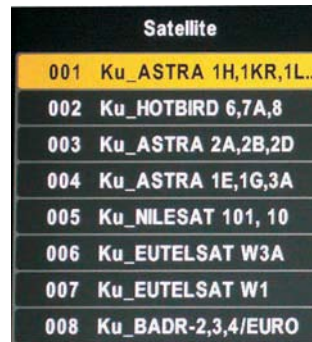 Satellite
001 Ku_ASTRA 1H,1KR,1L..
002 Ku_HOTBIRD 6,7A,8
003 Ku_ASTRA 2A,2B,2D
004 Ku_ASTRA 1E,1G,3A
005 Ku_NILESAT 101, 10
006 Ku_EUTELSAT W3A
007 Ku_EUTELSAT W1
008 Ku_BADR-2,3,4/EURO